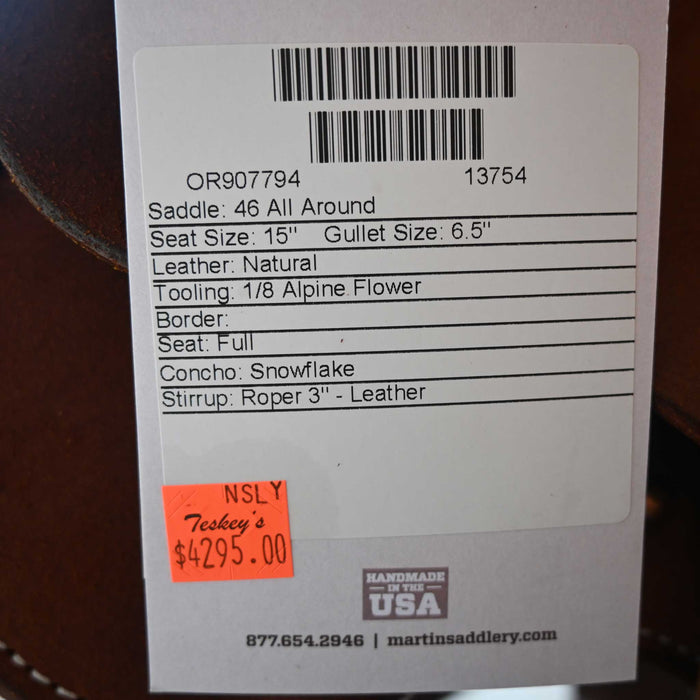 OR907794 13754
Saddle: 46 All Around
Seat Size: 15" Gullet Size: 6.5"
Leather: Natural
Tooling: 1/8 Alpine Flower
Border:
Seat: Full
Concho: Snowflake
Stirrup: Roper 3" - Leather
NSLY
Teskey's
$4295.00
HANDMADE
IN THE
USA
877.654.2946 | martinsaddlery.com